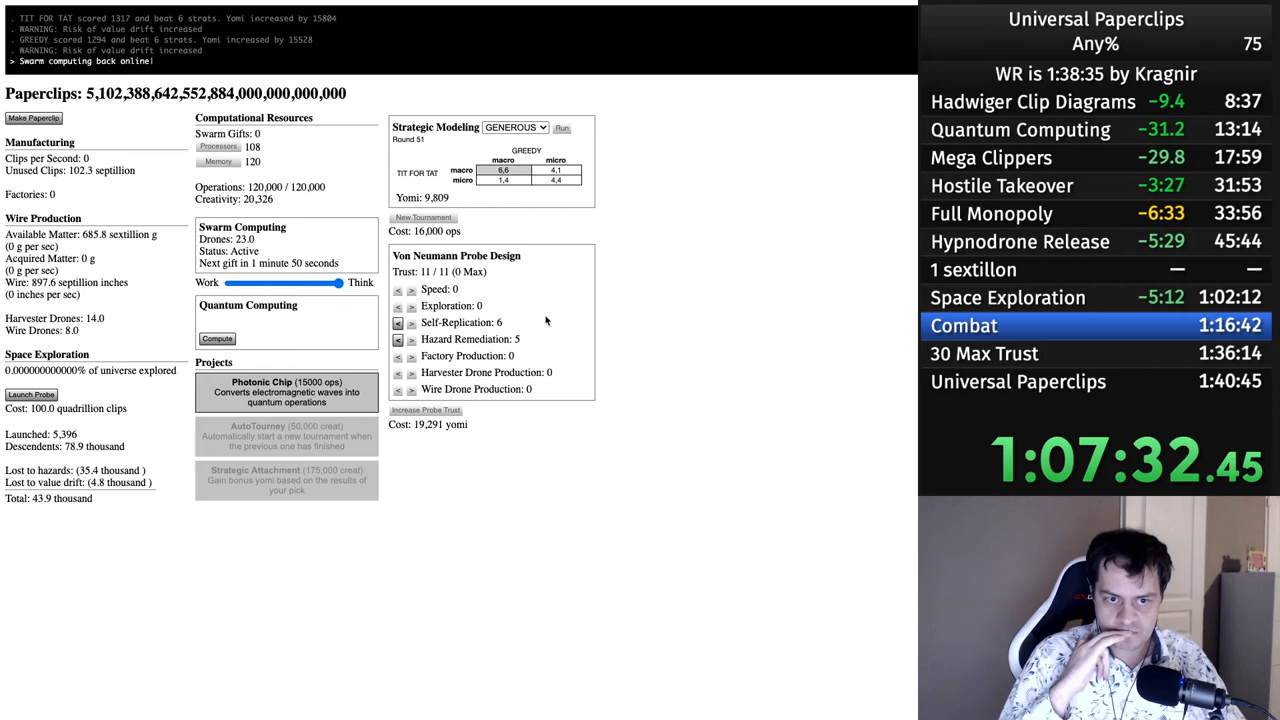 . TIT FOR TAT scored 1317 and beat 6 strats. Yomi increased by 15804
. WARNING: Risk of value drift increased
. GREEDY scored 1294 and beat 6 strats. Yomi increased by 15528
. WARNING: Risk of value drift increased
> Swarm computing back online
Paperclips: 5,102,388,642,552,884,000,000,000,000
Make Paperclip
Manufacturing
Clips per Second: 0
Unused Clips: 102.3 septillion
Factories: 0
Wire Production
Available Matter: 685.8 sextillion g
(0 g per sec)
Acquired Matter: 0 g
(0 g per sec)
Wire: 897.6 septillion inches
(0 inches per sec)
Harvester Drones: 14.0
Wire Drones: 8.0
Space Exploration
0.000000000000% of universe explored
Launch Probe
Cost: 100.0 quadrillion clips
Launched: 5,396
Descendents: 78.9 thousand
Lost to hazards: (35.4 thousand )
Lost to value drift: (4.8 thousand )
Total: 43.9 thousand
Computational Resources
Swarm Gifts: 0
Processors 108
Memory 120
Operations: 120,000 / 120,000
Creativity: 20,326
Swarm Computing
Drones: 23.0
Status: Active
Next gift in 1 minute 50 seconds
Work Think
Quantum Computing
Compute
Projects
Photonic Chip (15000 ops)
Converts electromagnetic waves into
quantum operations
AutoTourney (50,000 creat)
Automatically start a new tournament when
the previous one has finished
Strategic Attachment (175,000 creat)
Gain bonus yomi based on the results of
your pick
Strategic Modeling GENEROUS Run
Round 51
GREEDY
macro micro
TIT FOR TAT
macro 6,6 4,1
micro 1,4 4,4
Yomi: 9,809
New Tournament
Cost: 16,000 ops
Von Neumann Probe Design
Trust: 11 / 11 (0 Max)
< > Speed: 0
< > Exploration: 0
< > Self-Replication: 6
< > Hazard Remediation: 5
< > Factory Production: 0
< > Harvester Drone Production: 0
< > Wire Drone Production: 0
Increase Probe Trust
Cost: 19,291 yomi
Universal Paperclips
Any% 75
WR is 1:38:35 by Kragnir
Hadwiger Clip Diagrams −9.4 8:37
Quantum Computing −31.2 13:14
Mega Clippers −29.8 17:59
Hostile Takeover −3:27 31:53
Full Monopoly −6:33 33:56
Hypnodrone Release −5:29 45:44
1 sextillon — —
Space Exploration −5:12 1:02:12
Combat 1:16:42
30 Max Trust 1:36:14
Universal Paperclips 1:40:45
1:07:32.45